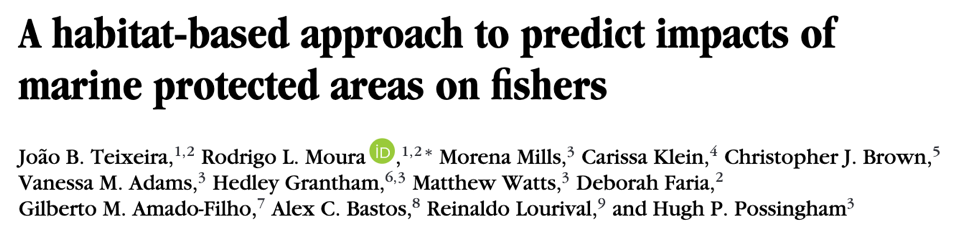 A habitat-based approach to predict impacts of
marine protected areas on fishers
João B. Teixeira,1,2 Rodrigo L. Moura iD,1,2* Morena Mills,3 Carissa Klein,4 Christopher J. Brown,5
Vanessa M. Adams,3 Hedley Grantham,6,3 Matthew Watts,3 Deborah Faria,2
Gilberto M. Amado-Filho,7 Alex C. Bastos,8 Reinaldo Lourival,9 and Hugh P. Possingham3